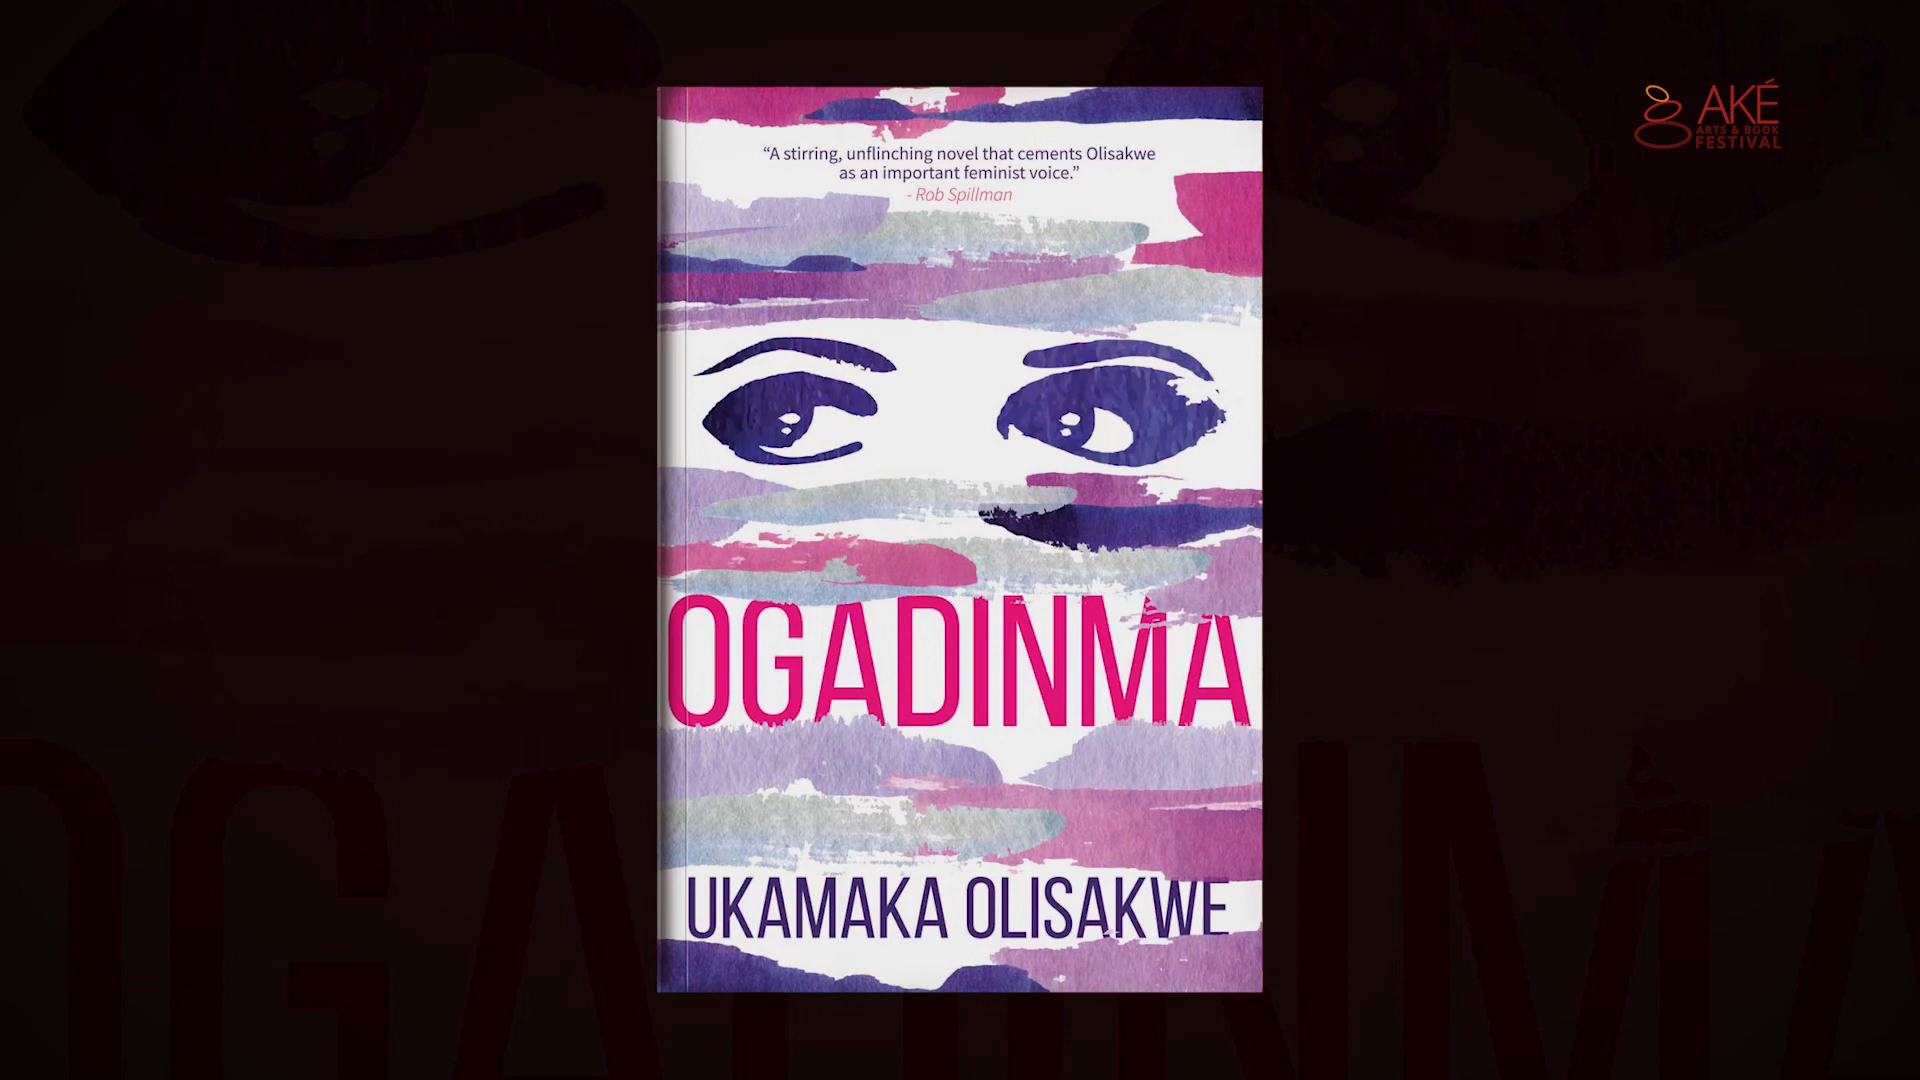 “A stirring, unflinching novel that cements Olisakwe
as an important feminist voice.”
- Rob Spillman
OGADINMA
UKAMAKA OLISAKWE
AKÉ
ARTS & BOOK
FESTIVAL